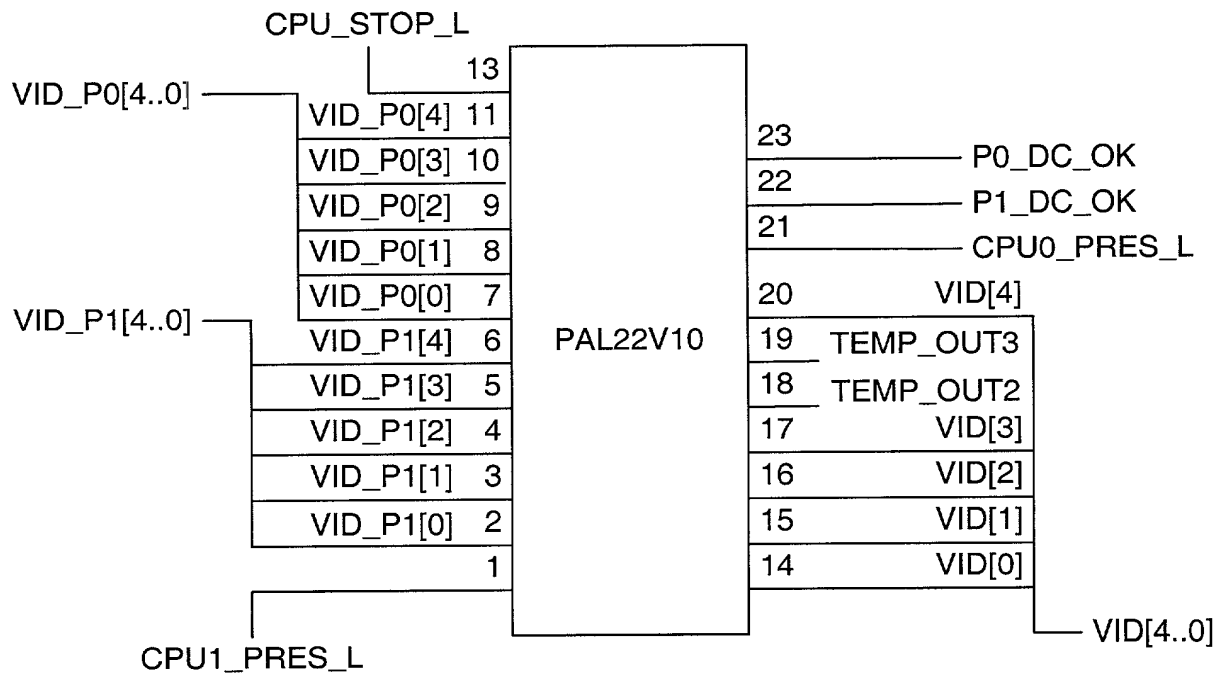 CPU_STOP_L
VID_P0[4..0]
13
VID_P0[4] 11
VID_P0[3] 10
VID_P0[2] 9
VID_P0[1] 8
VID_P0[0] 7
VID_P1[4..0]
VID_P1[4] 6
VID_P1[3] 5
VID_P1[2] 4
VID_P1[1] 3
VID_P1[0] 2
1
CPU1_PRES_L
PAL22V10
23 P0_DC_OK
22 P1_DC_OK
21 CPU0_PRES_L
20 VID[4]
19 TEMP_OUT3
18 TEMP_OUT2
17 VID[3]
16 VID[2]
15 VID[1]
14 VID[0]
VID[4..0]